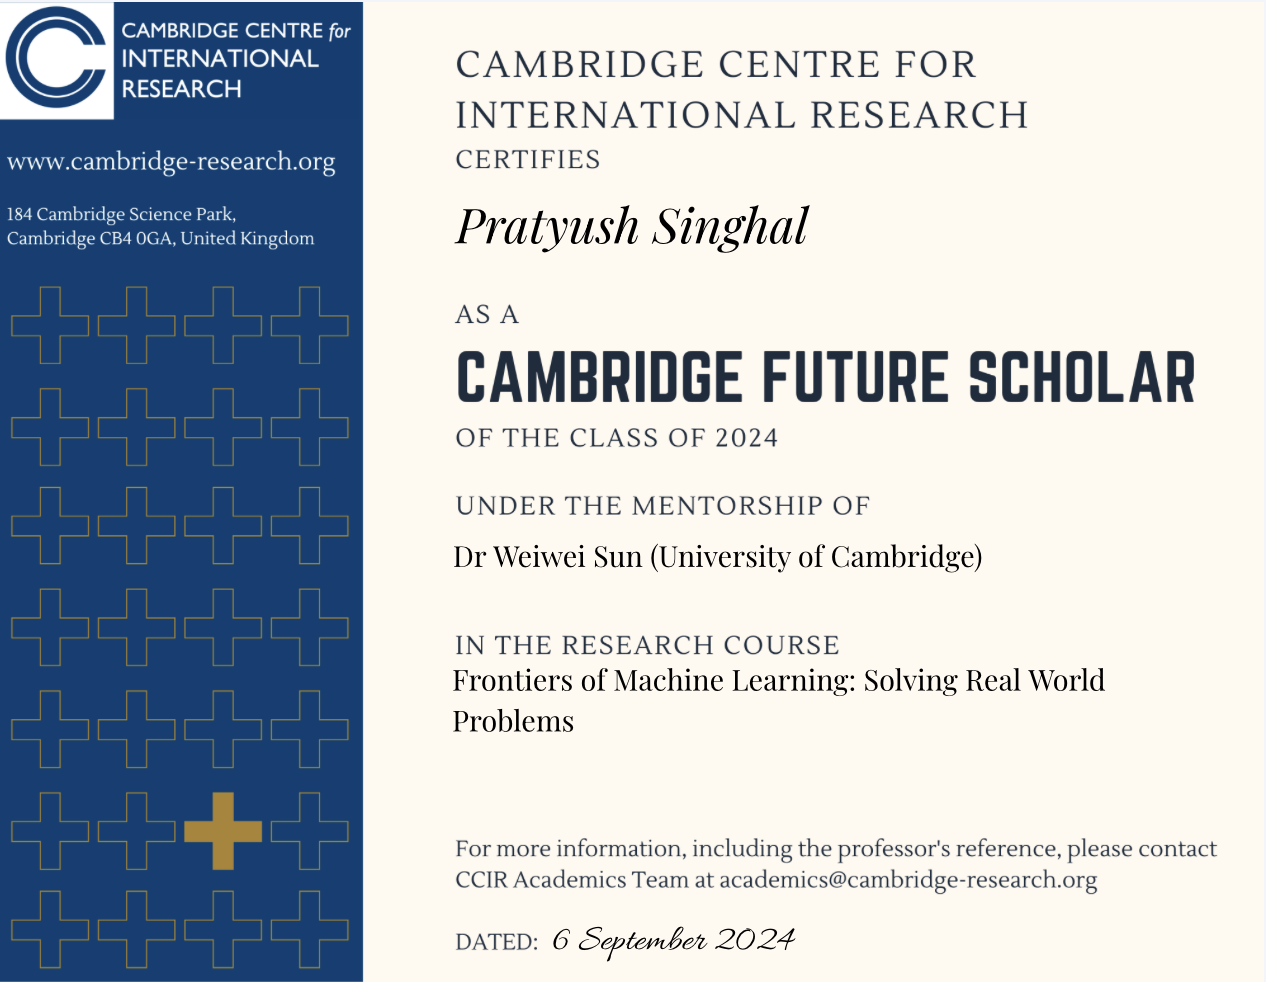 CAMBRIDGE CENTRE for
INTERNATIONAL
RESEARCH
www.cambridge-research.org
184 Cambridge Science Park,
Cambridge CB4 0GA, United Kingdom
CAMBRIDGE CENTRE FOR
INTERNATIONAL RESEARCH
CERTIFIES
Pratyush Singhal
AS A
CAMBRIDGE FUTURE SCHOLAR
OF THE CLASS OF 2024
UNDER THE MENTORSHIP OF
Dr Weiwei Sun (University of Cambridge)
IN THE RESEARCH COURSE
Frontiers of Machine Learning: Solving Real World
Problems
For more information, including the professor's reference, please contact
CCIR Academics Team at academics@cambridge-research.org
DATED: 6 September 2024